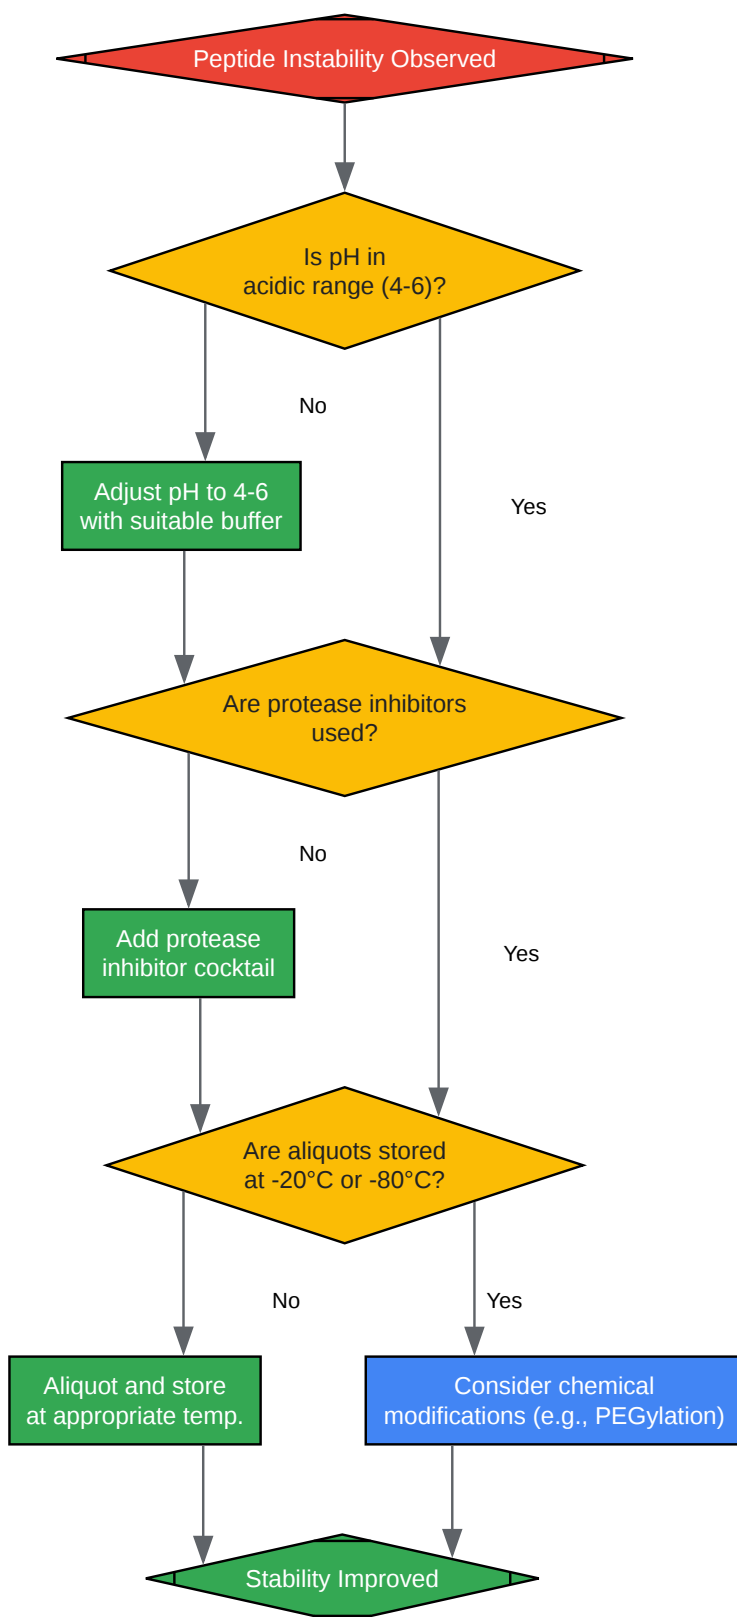 Peptide Instability Observed
Is pH in
acidic range (4-6)?
No
Adjust pH to 4-6
with suitable buffer
Yes
Are protease inhibitors
used?
No
Add protease
inhibitor cocktail
Yes
Are aliquots stored
at -20°C or -80°C?
No
Yes
Aliquot and store
at appropriate temp.
Consider chemical
modifications (e.g., PEGylation)
Stability Improved